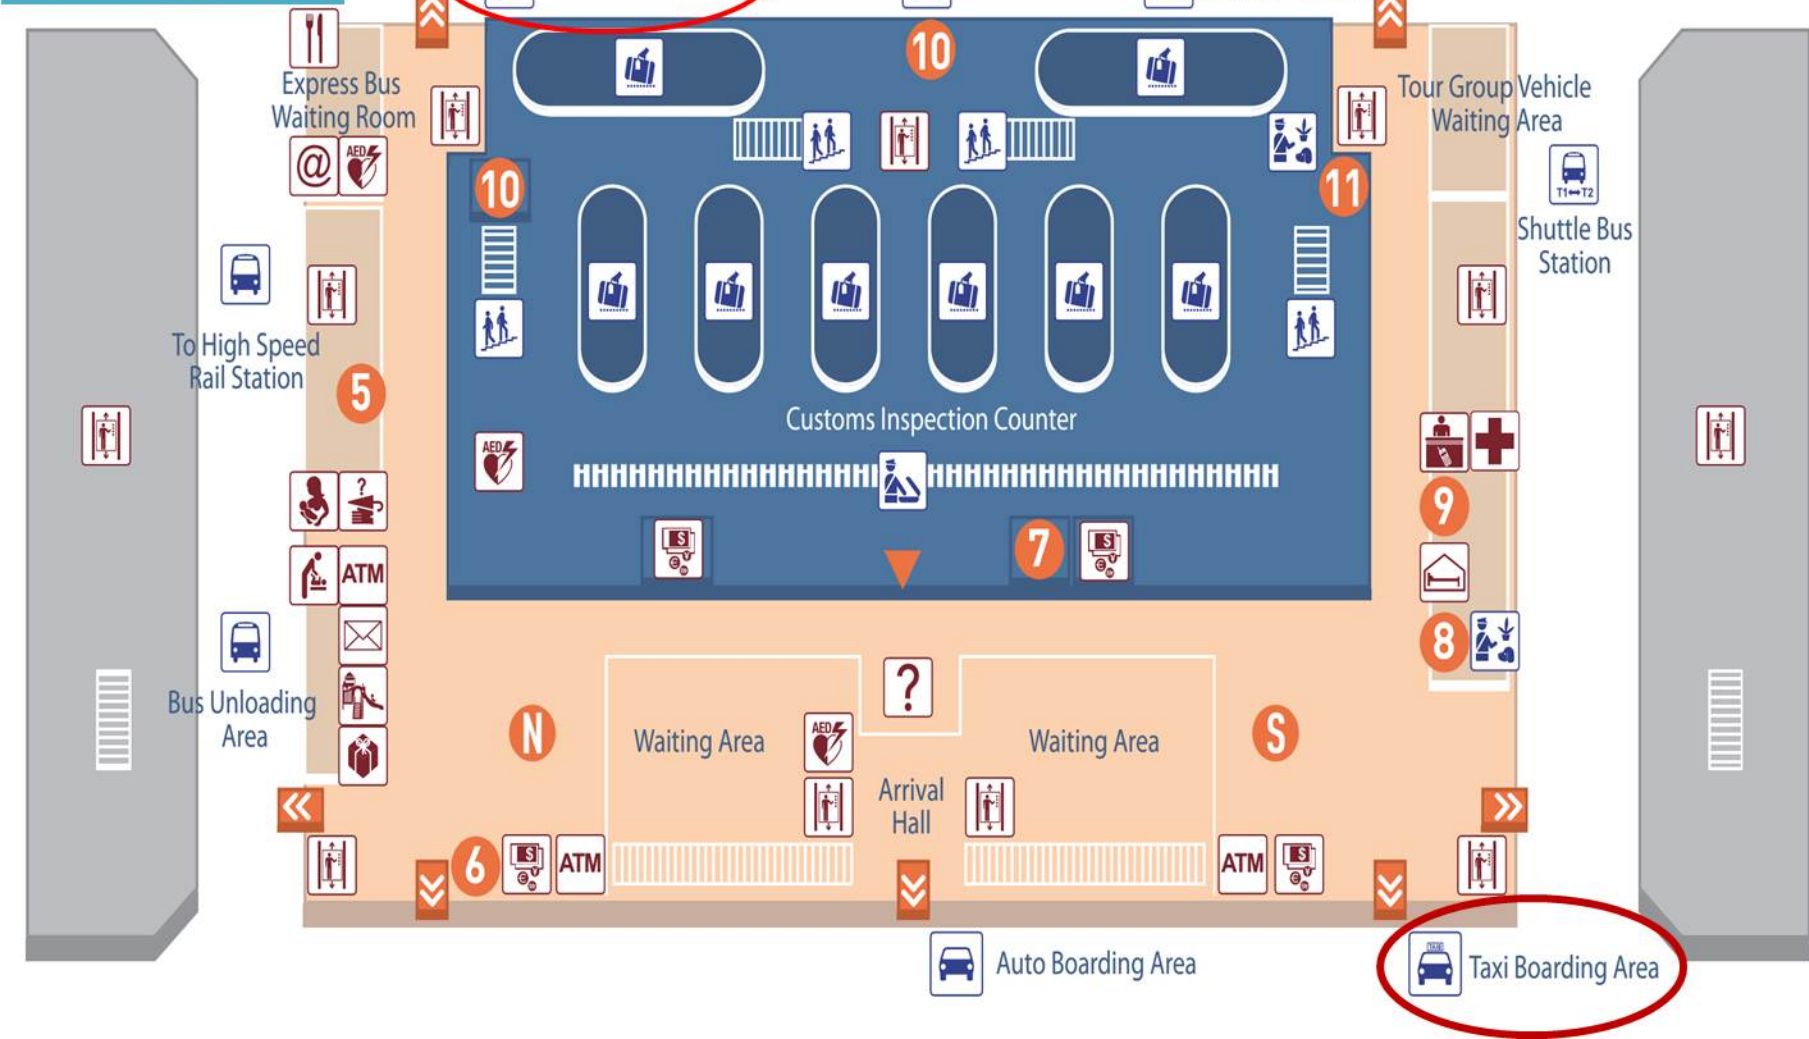 10
Express Bus
Waiting Room
Tour Group Vehicle
Waiting Area
@
AED
10
11
T1↔T2
Shuttle Bus
Station
To High Speed
Rail Station
5
Customs Inspection Counter
AED
9
?
ATM
7
8
Bus Unloading
Area
N
Waiting Area
AED
?
Waiting Area
S
Arrival
Hall
6
$
ATM
ATM
$
Auto Boarding Area
TAXI
Taxi Boarding Area